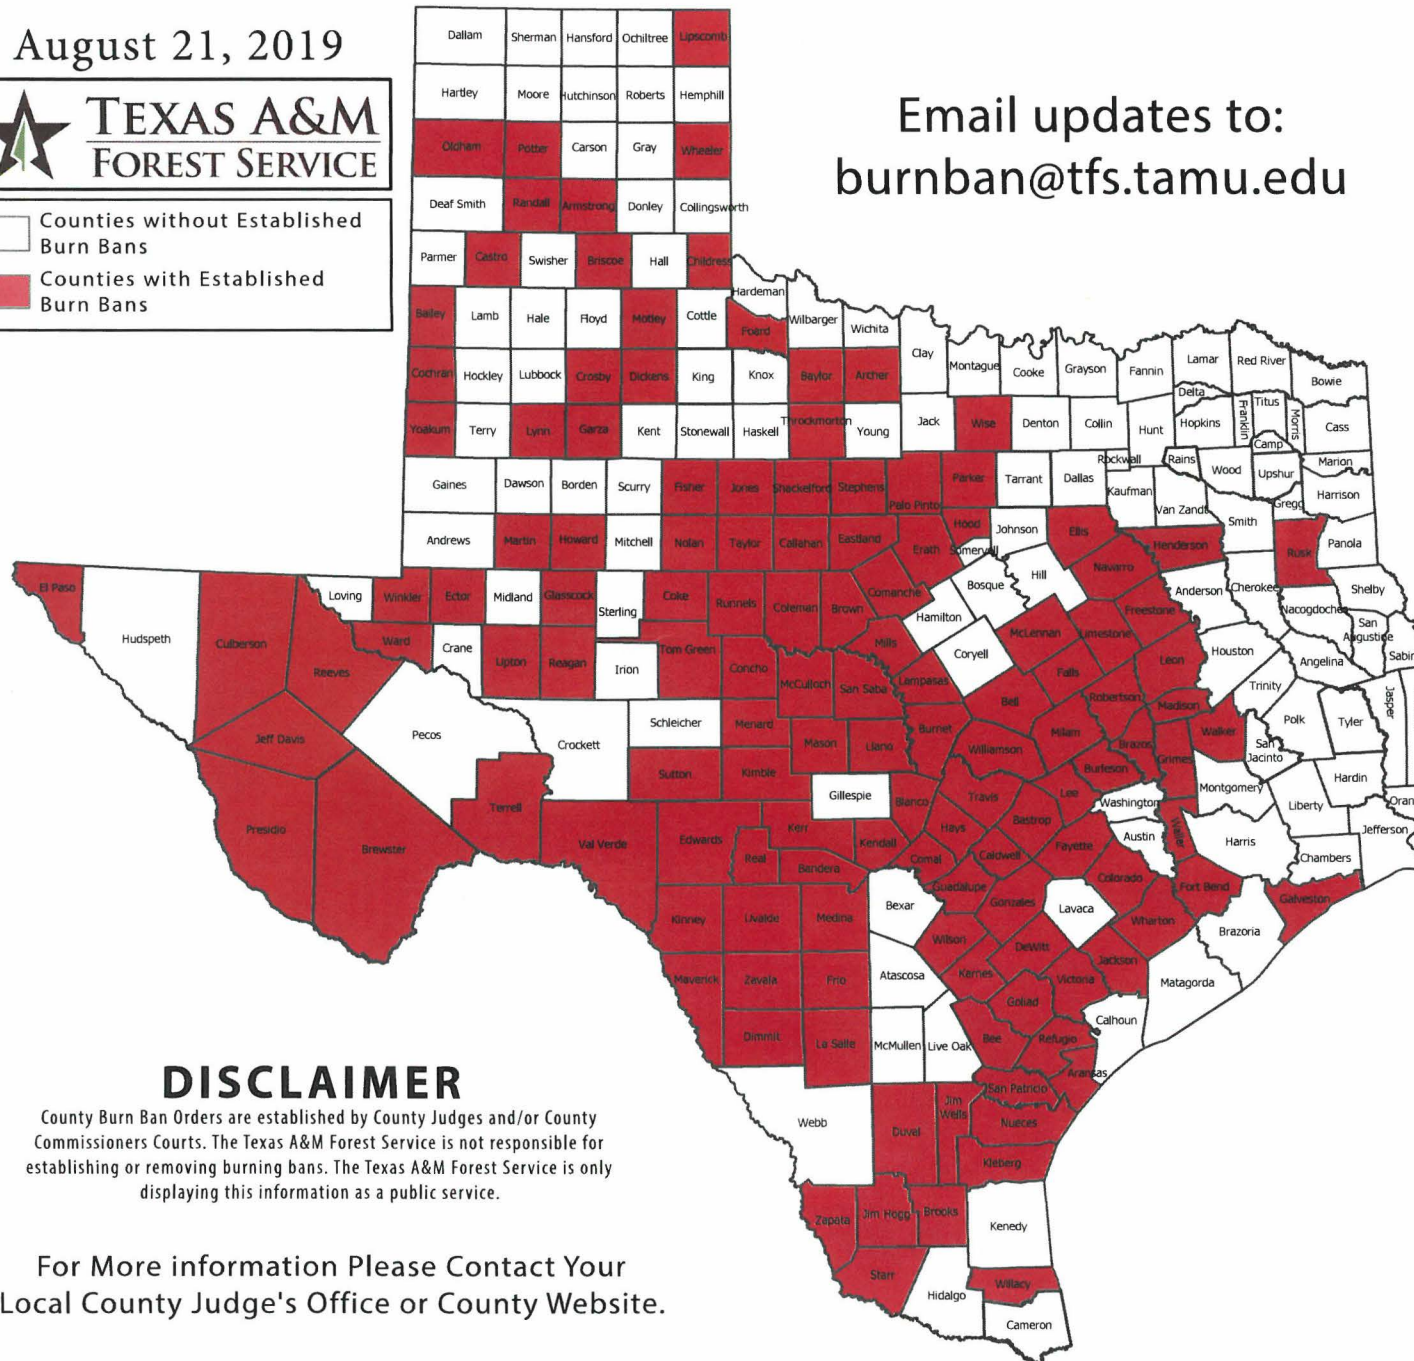 August 21, 2019
TEXAS A&M
FOREST SERVICE
Counties without Established
Burn Bans
Counties with Established
Burn Bans
Email updates to:
burnban@tfs.tamu.edu
Dallam Sherman Hansford Ochiltree Lipscomb
Hartley Moore Hutchinson Roberts Hemphill
Oldham Potter Carson Gray Wheeler
Deaf Smith Randall Armstrong Donley Collingsworth
Parmer Castro Swisher Briscoe Hall Childress
Hardeman
Bailey Lamb Hale Floyd Motley Cottle Foard Wilbarger Wichita
Clay Montague Cooke Grayson Fannin Lamar Red River Bowie
Cochran Hockley Lubbock Crosby Dickens King Knox Baylor Archer
Delta Franklin Titus Morris
Yoakum Terry Lynn Garza Kent Stonewall Haskell Throckmorton Young Jack Wise Denton Collin Hunt Hopkins Camp Cass
Rockwall Rains Wood Upshur Marion
Gaines Dawson Borden Scurry Fisher Jones Shackelford Stephens Palo Pinto Parker Tarrant Dallas Kaufman Van Zandt Gregg Harrison
Andrews Martin Howard Mitchell Nolan Taylor Callahan Eastland Erath Hood Somervell Johnson Ellis Henderson Smith Rusk Panola
El Paso Hudspeth Culberson Reeves Loving Winkler Ector Midland Glasscock Sterling Coke Runnels Coleman Brown Comanche Hamilton Bosque Hill Navarro Freestone Anderson Cherokee Nacogdoches Shelby
San
Augustine
Ward Crane Upton Reagan Irion Tom Green Concho McCulloch San Saba Mills Lampasas Coryell McLennan Limestone Falls Leon Houston Angelina Sabin
Jeff Davis Pecos Crockett Schleicher Menard Mason Llano Burnet Bell Williamson Milam Robertson Brazos Madison Grimes Walker Trinity Polk Tyler Jasper
San
Jacinto
Presidio Brewster Terrell Val Verde Sutton Kimble Gillespie Blanco Travis Lee Burleson Washington Montgomery Liberty Hardin Oran
Edwards Real Kerr Bandera Kendall Hays Comal Caldwell Bastrop Fayette Austin Waller Harris Chambers Jefferson
Kinney Uvalde Medina Bexar Guadalupe Gonzales Lavaca Colorado Wharton Fort Bend Brazoria Galveston
Maverick Zavala Frio Atascosa Wilson Karnes DeWitt Victoria Jackson Matagorda
Dimmit La Salle McMullen Live Oak Bee Goliad Refugio Calhoun
Aransas
Webb Duval Jim
Wells San Patricio Nueces
Kleberg
Zapata Jim Hogg Brooks Kenedy
Starr Hidalgo Willacy
Cameron
DISCLAIMER
County Burn Ban Orders are established by County Judges and/or County
Commissioners Courts. The Texas A&M Forest Service is not responsible for
establishing or removing burning bans. The Texas A&M Forest Service is only
displaying this information as a public service.
For More information Please Contact Your
Local County Judge's Office or County Website.